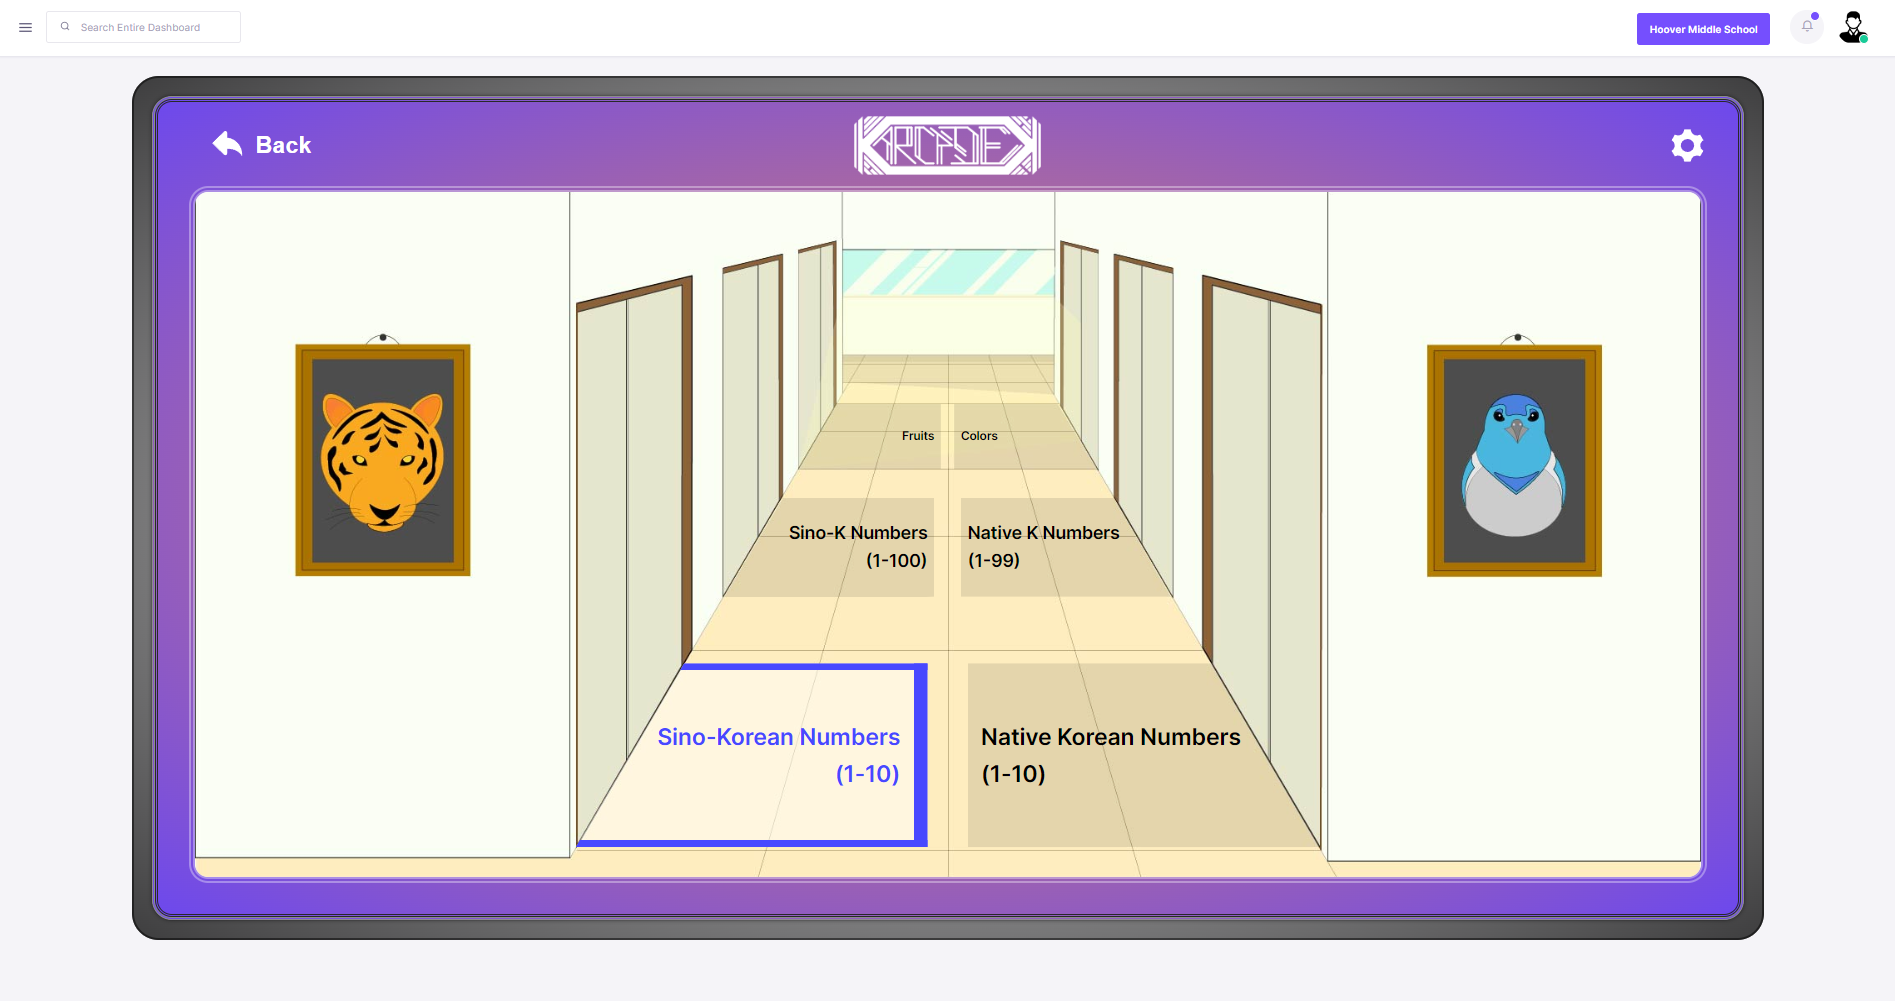 Search Entire Dashboard
Hoover Middle School
Back
KARCADEK
Fruits
Colors
Sino-K Numbers
(1-100)
Native K Numbers
(1-99)
Sino-Korean Numbers
(1-10)
Native Korean Numbers
(1-10)